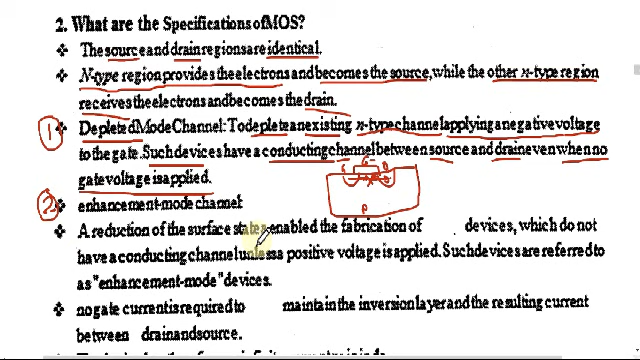 2. What are the Specifications of MOS?
❖ The source and drain regions are identical.
❖ N-type region provides the electrons and becomes the source, while the other n-type region
receives the electrons and becomes the drain.
1 ❖ Depleted Mode Channel: To deplete an existing n-type channel applying a negative voltage
to the gate. Such devices have a conducting channel between source and drain even when no
gate voltage is applied.
2 ❖ enhancement-mode channel
❖ A reduction of the surface states enabled the fabrication of devices, which do not
have a conducting channel unless a positive voltage is applied. Such devices are referred to
as "enhancement-mode" devices.
❖ no gate current is required to maintain the inversion layer and the resulting current
between drain and source.